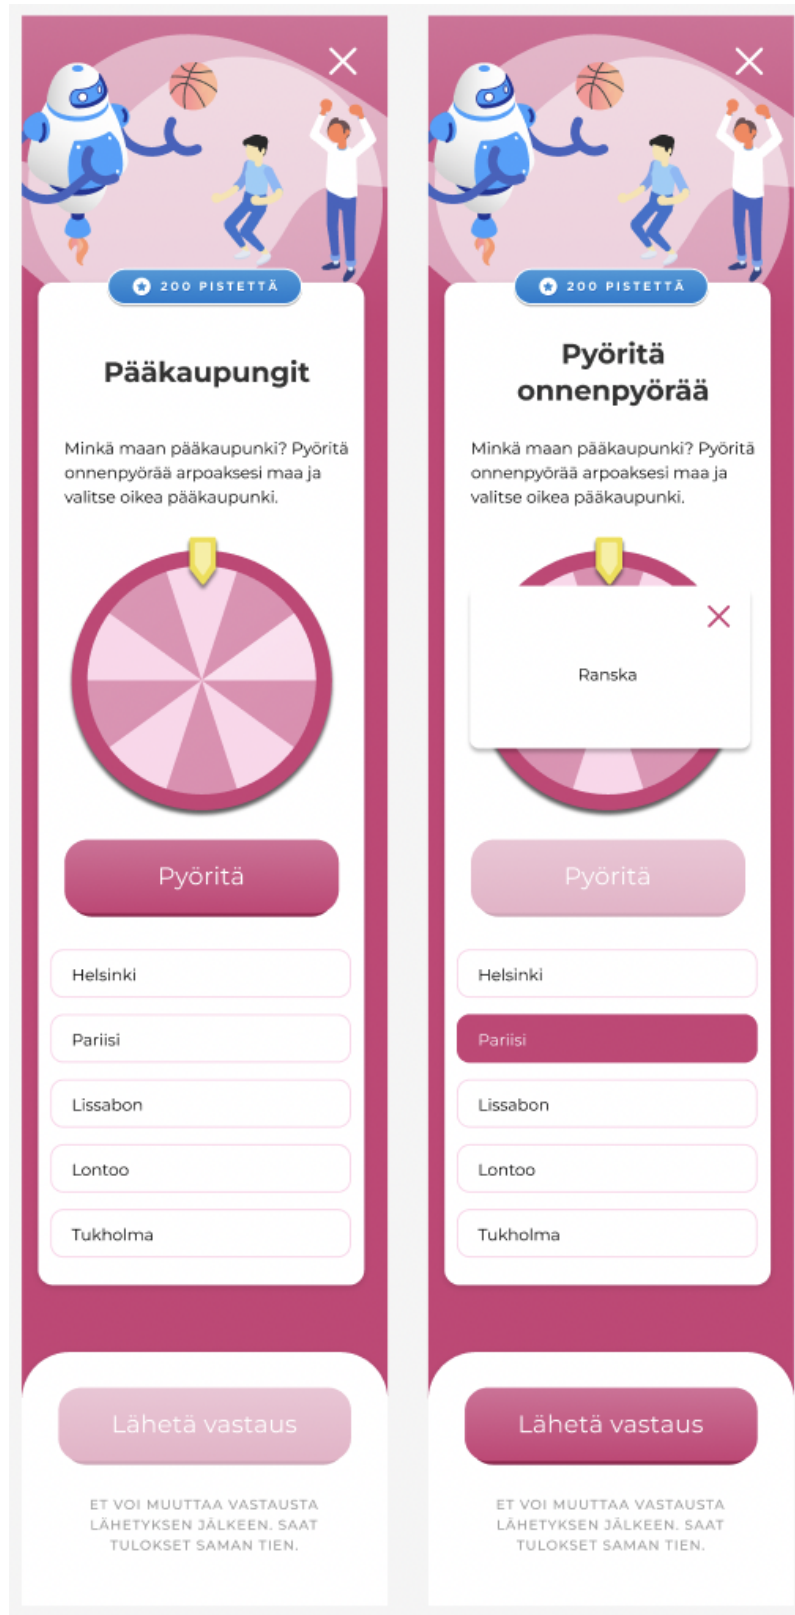 200 PISTETTÄ
Pääkaupungit
Minkä maan pääkaupunki? Pyöritä
onnenpyörää arpoaksesi maa ja
valitse oikea pääkaupunki.
Pyöritä
Helsinki
Pariisi
Lissabon
Lontoo
Tukholma
Lähetä vastaus
ET VOI MUUTTAA VASTAUSTA
LÄHETYKSEN JÄLKEEN. SAAT
TULOKSET SAMAN TIEN.
200 PISTETTÄ
Pyöritä
onnenpyörää
Minkä maan pääkaupunki? Pyöritä
onnenpyörää arpoaksesi maa ja
valitse oikea pääkaupunki.
Ranska
Pyöritä
Helsinki
Pariisi
Lissabon
Lontoo
Tukholma
Lähetä vastaus
ET VOI MUUTTAA VASTAUSTA
LÄHETYKSEN JÄLKEEN. SAAT
TULOKSET SAMAN TIEN.